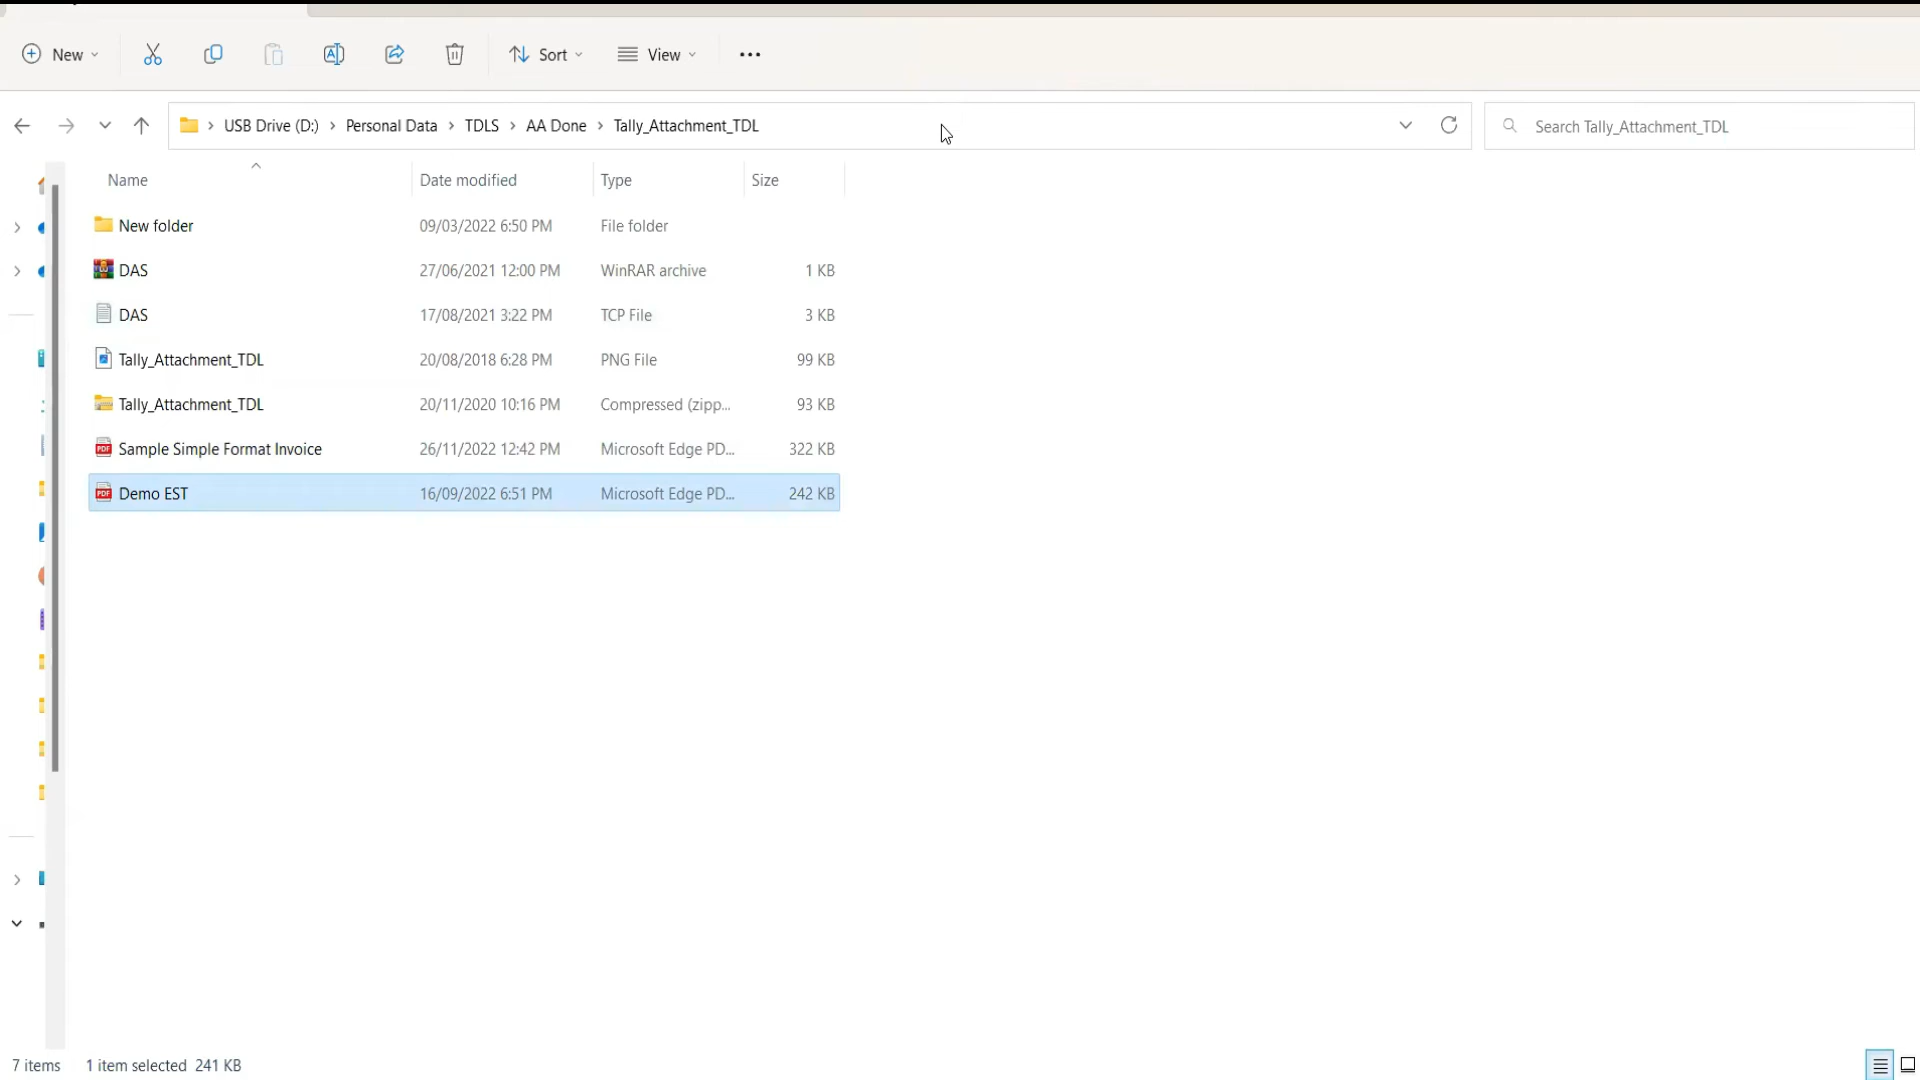 New Sort View
USB Drive (D:) Personal Data TDLS AA Done Tally_Attachment_TDL Search Tally_Attachment_TDL
Name Date modified Type Size
New folder 09/03/2022 6:50 PM File folder
DAS 27/06/2021 12:00 PM WinRAR archive 1 KB
DAS 17/08/2021 3:22 PM TCP File 3 KB
Tally_Attachment_TDL 20/08/2018 6:28 PM PNG File 99 KB
Tally_Attachment_TDL 20/11/2020 10:16 PM Compressed (zipp... 93 KB
Sample Simple Format Invoice 26/11/2022 12:42 PM Microsoft Edge PD... 322 KB
Demo EST 16/09/2022 6:51 PM Microsoft Edge PD... 242 KB
7 items 1 item selected 241 KB